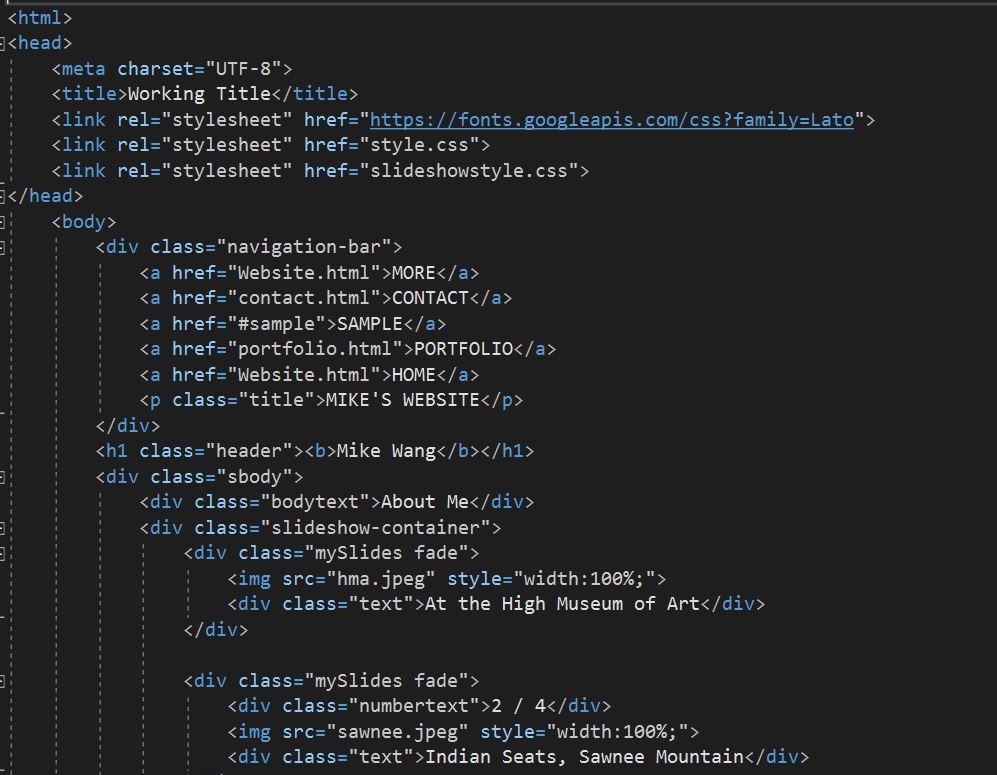 <html>
<head>
<meta charset="UTF-8">
<title>Working Title</title>
<link rel="stylesheet" href="https://fonts.googleapis.com/css?family=Lato">
<link rel="stylesheet" href="style.css">
<link rel="stylesheet" href="slideshowstyle.css">
</head>
<body>
<div class="navigation-bar">
<a href="Website.html">MORE</a>
<a href="contact.html">CONTACT</a>
<a href="#sample">SAMPLE</a>
<a href="portfolio.html">PORTFOLIO</a>
<a href="Website.html">HOME</a>
<p class="title">MIKE'S WEBSITE</p>
</div>
<h1 class="header"><b>Mike Wang</b></h1>
<div class="sbody">
<div class="bodytext">About Me</div>
<div class="slideshow-container">
<div class="mySlides fade">
<img src="hma.jpeg" style="width:100%;">
<div class="text">At the High Museum of Art</div>
</div>
<div class="mySlides fade">
<div class="numbertext">2 / 4</div>
<img src="sawnee.jpeg" style="width:100%;">
<div class="text">Indian Seats, Sawnee Mountain</div>